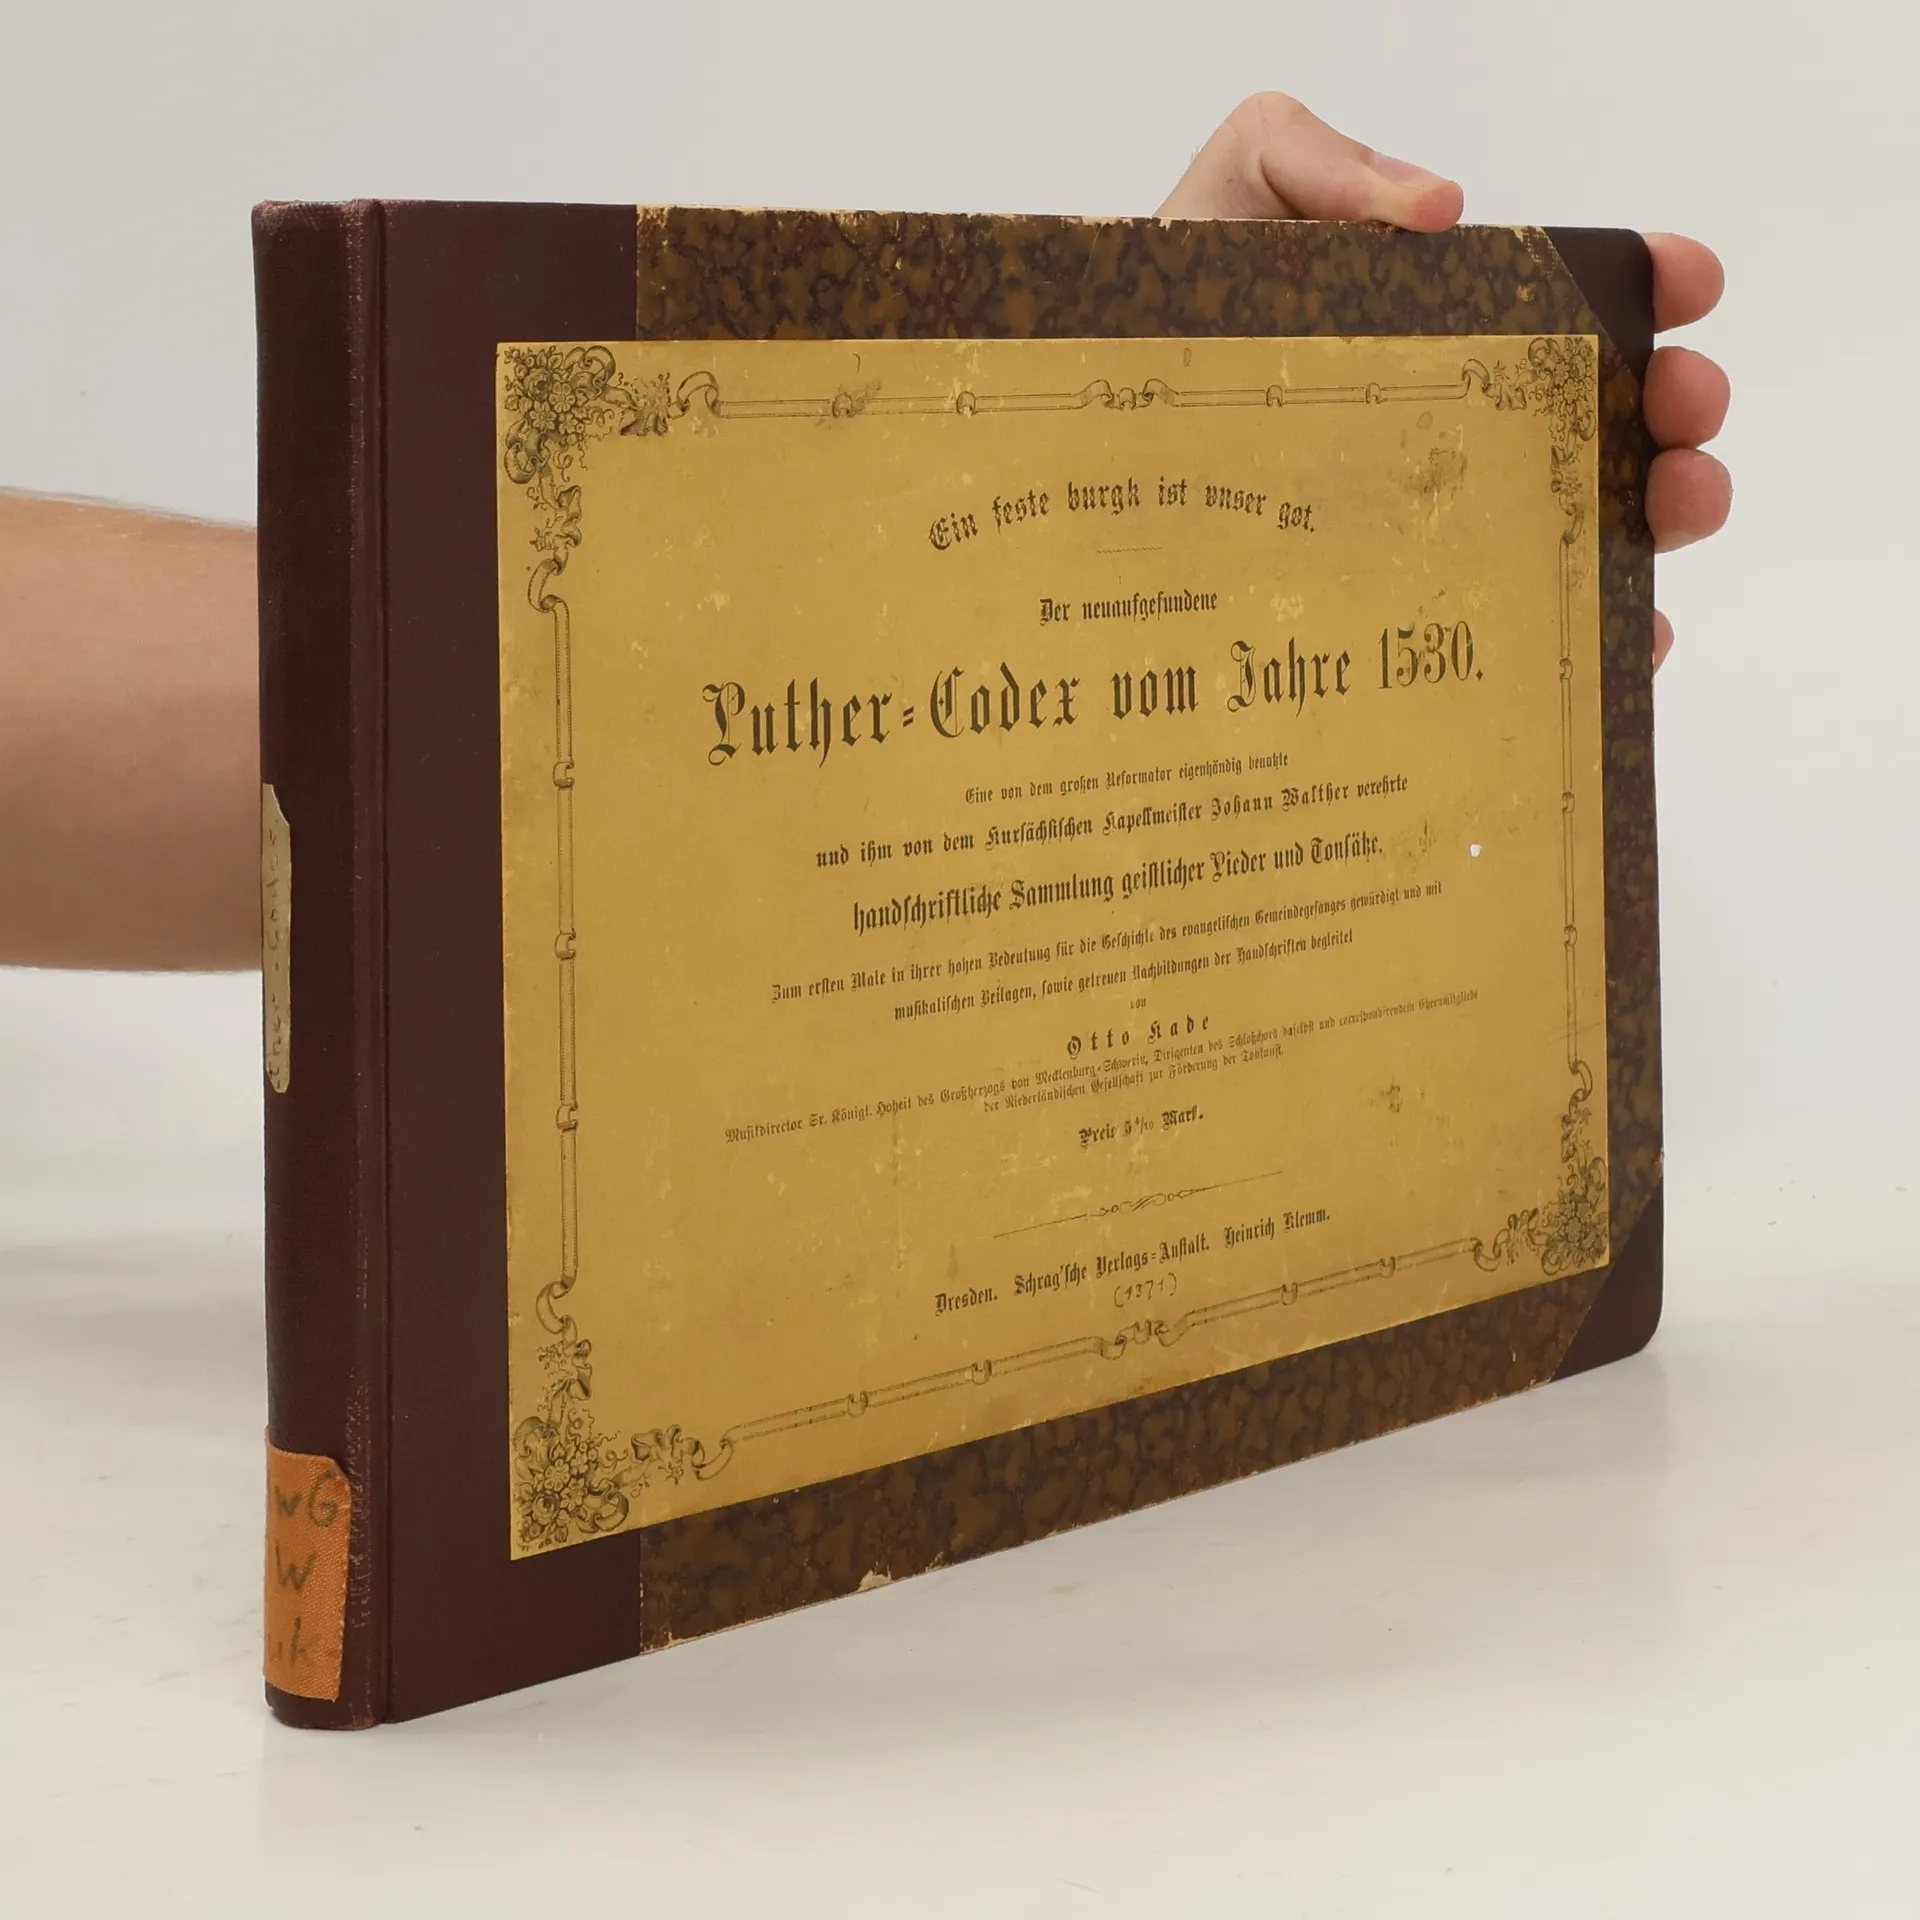 Ein feste burgk ist vnser got.
Der neuaufgefundene
Luther=Codex vom Jahre 1530.
Eine von dem großen Reformator eigenhändig benutzte
und ihm von dem Kursächsischen Kapellmeister Johann Walther verehrte
handschriftliche Sammlung geistlicher Lieder und Tonsätze.
Zum ersten Male in ihrer hohen Bedeutung für die Geschichte des evangelischen Gemeindegesanges gewürdigt und mit
musikalischen Beilagen, sowie getreuen Nachbildungen der Handschriften begleitet
von
Otto Kade
Musikdirector Sr. Königl. Hoheit des Großherzogs von Mecklenburg=Schwerin, Dirigenten des Schloßchors daselbst und correspondirendem Ehrenmitgliede
der Niederländischen Gesellschaft zur Förderung der Tonkunst.
Preis 5 4/10 Mark.
Dresden. Schrag'sche Verlags=Anstalt. Heinrich Klemm.
wG
W